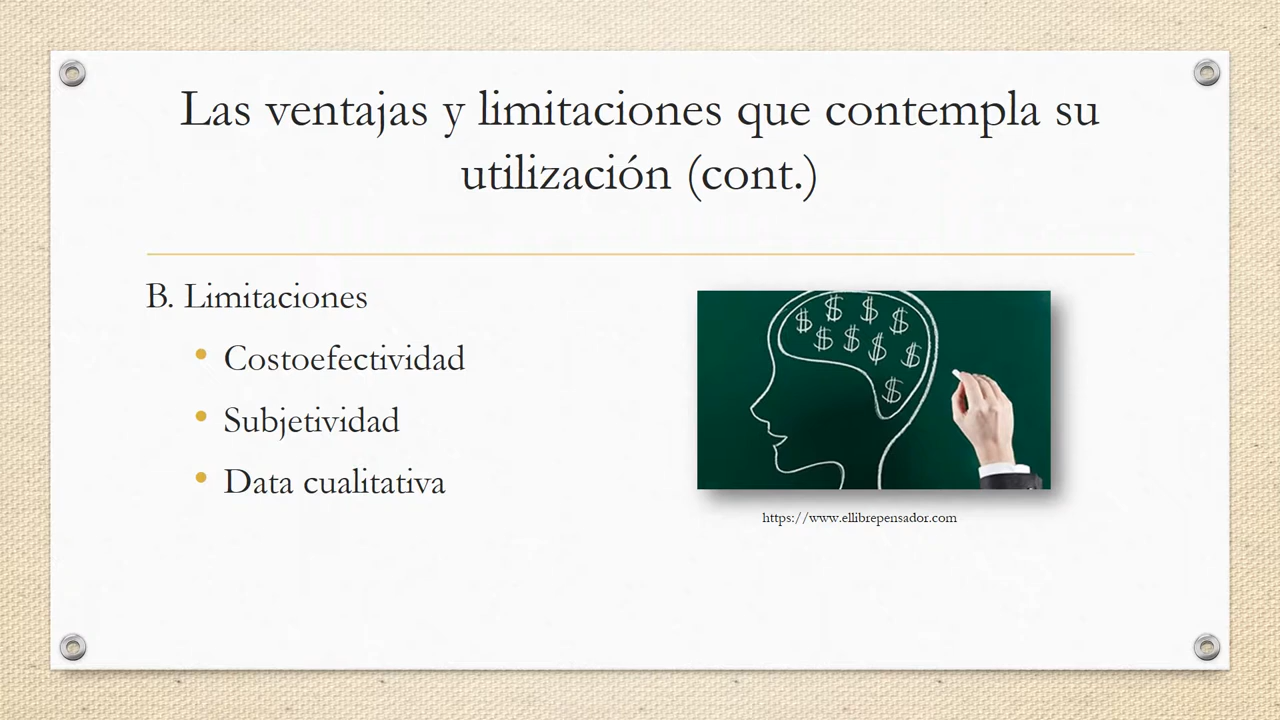 Las ventajas y limitaciones que contempla su
utilización (cont.)
B. Limitaciones
• Costoefectividad
• Subjetividad
• Data cualitativa
$ $ $ $ $ $ $ $ $
https://www.ellibrepensador.com